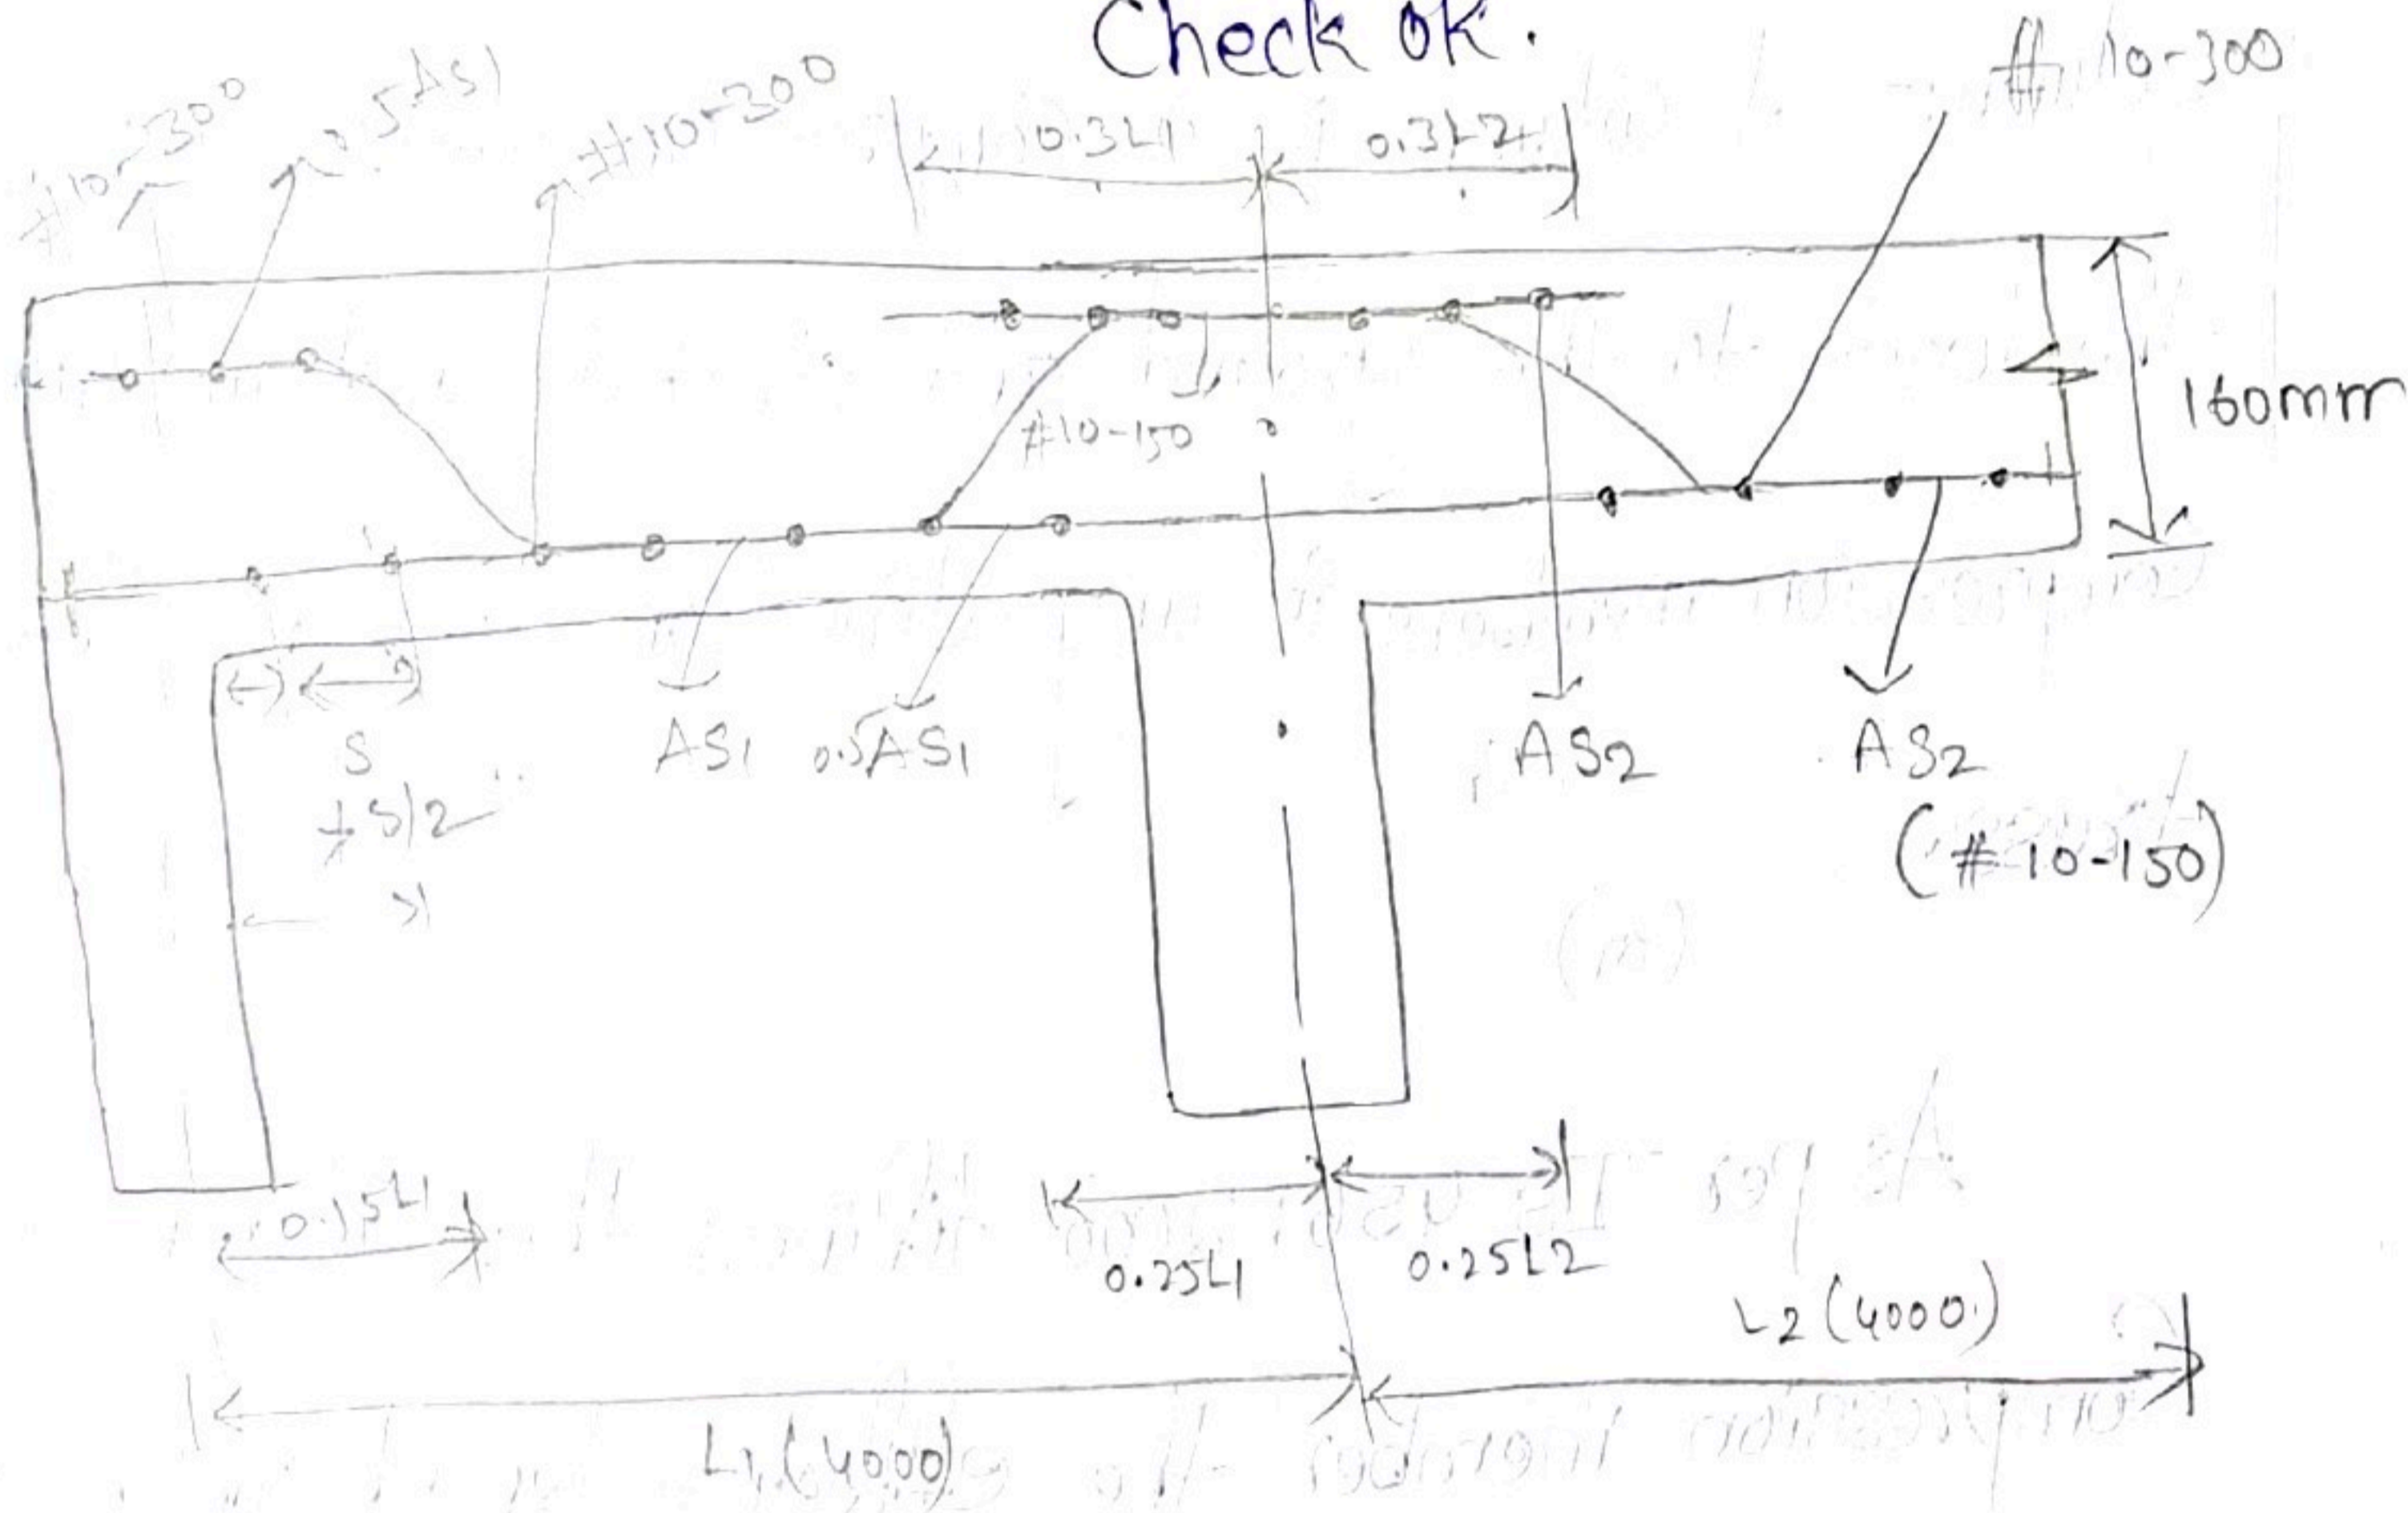 Check ok.
# 10-300
#10-300
0.5AS1
#10-300
0.3L1
0.3L2
160mm
#10-150
S
+ S/2
AS1
0.5AS1
AS2
AS2
(# 10-150)
0.15L1
0.25L1
0.25L2
L2 (4000)
L1 (4000)